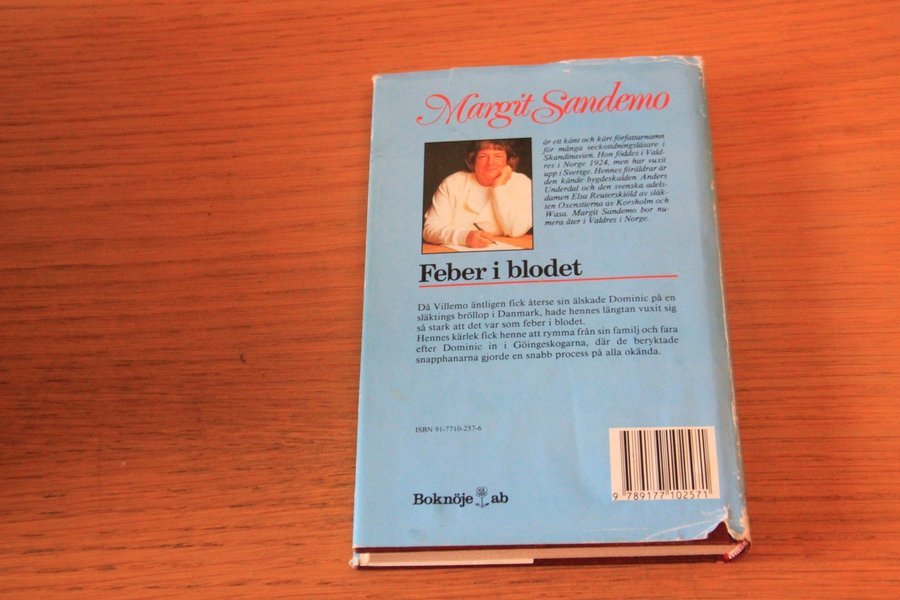 Margit Sandemo
är ett känt och kärt författarnamn
för många veckotidningsläsare i
Skandinavien. Hon föddes i Vald-
res i Norge 1924, men har vuxit
upp i Sverige. Hennes föräldrar är
den kände bygdeskalden Anders
Underdal och den svenska adels-
damen Elsa Reuterskiöld av släk-
ten Oxenstierna av Korsholm och
Wasa. Margit Sandemo bor nu-
mera åter i Valdres i Norge.
Feber i blodet
Då Villemo äntligen fick återse sin älskade Dominic på en
släktings bröllop i Danmark, hade hennes längtan vuxit sig
så stark att det var som feber i blodet.
Hennes kärlek fick henne att rymma från sin familj och fara
efter Dominic in i Göingeskogarna, där de beryktade
snapphanarna gjorde en snabb process på alla okända.
ISBN 91-7710-257-6
9 789177 102571
Boknöje ab